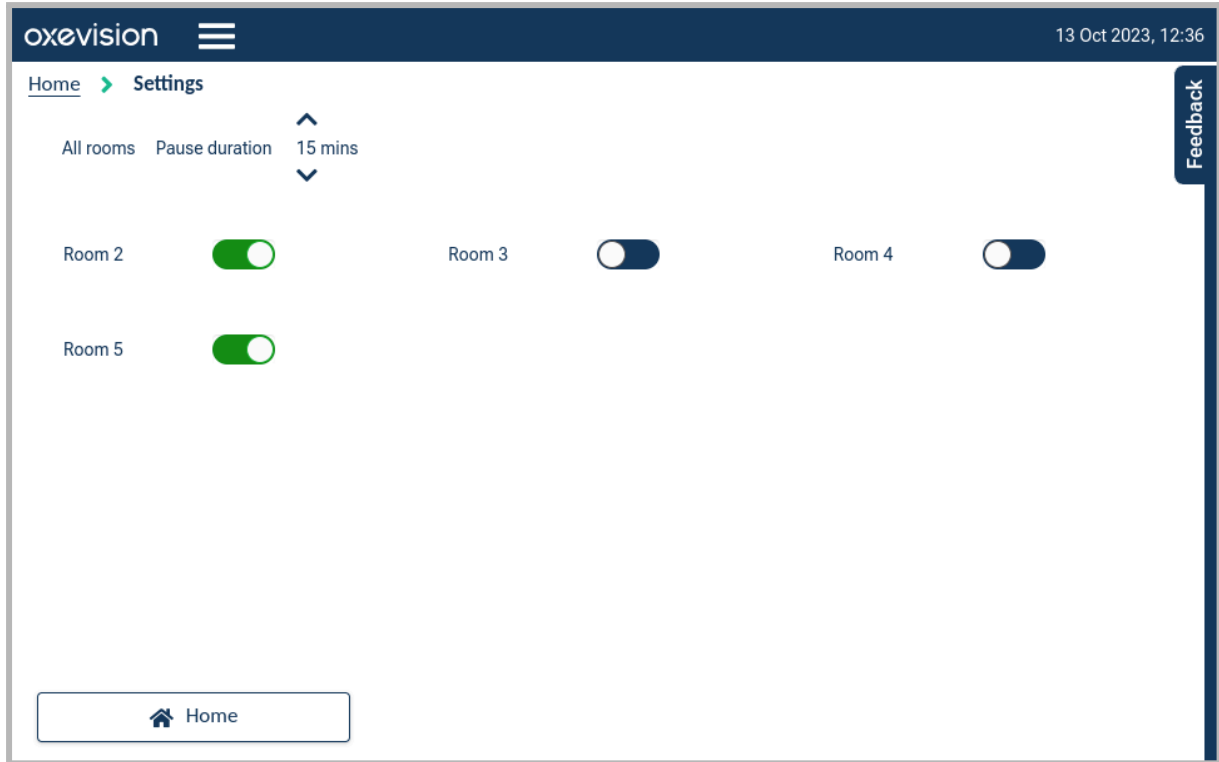 oxevision
13 Oct 2023, 12:36
Home Settings
Feedback
All rooms Pause duration 15 mins
Room 2 Room 3 Room 4
Room 5
Home